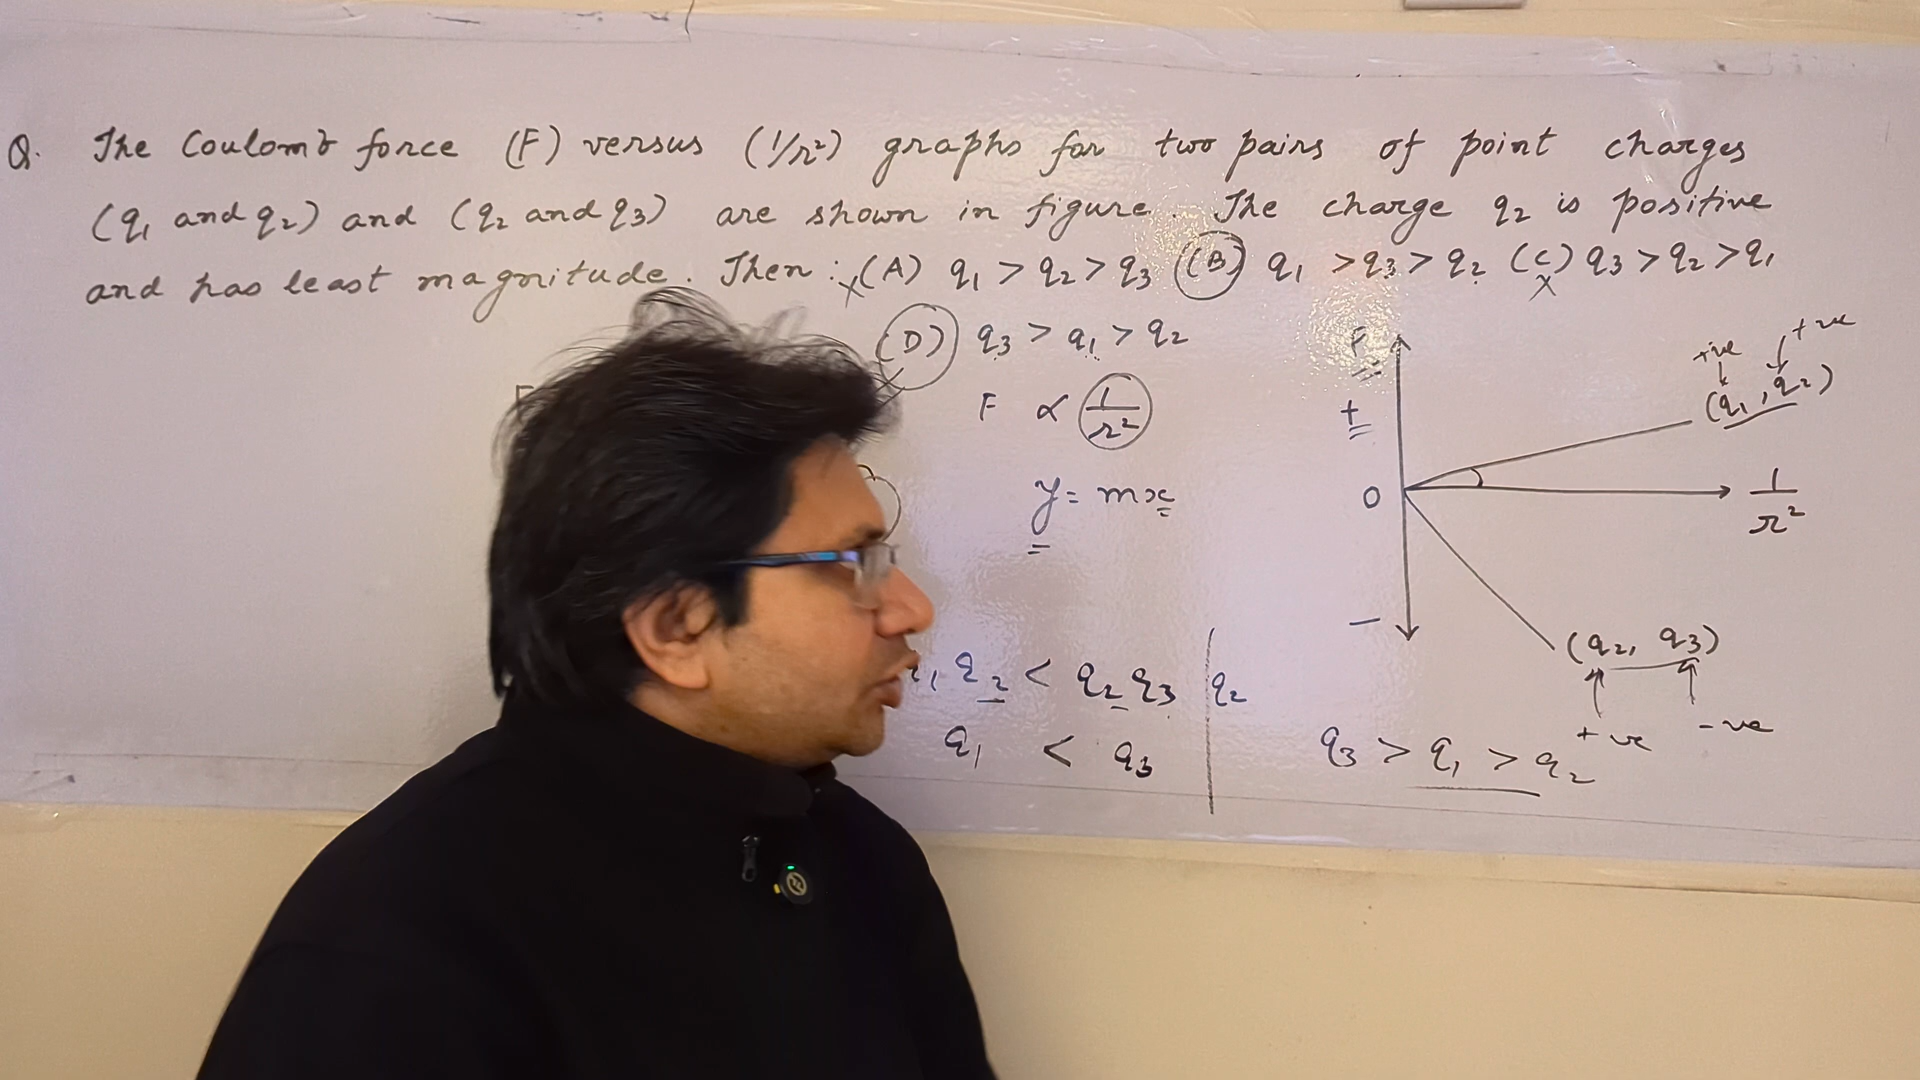 Q. The Coulomb force (F) versus (1/r²) graphs for two pairs of point charges
(q₁ and q₂) and (q₂ and q₃) are shown in figure. The charge q₂ is positive
and has least magnitude. Then : x (A) q₁ > q₂ > q₃ (B) q₁ > q₃ > q₂ (C) q₃ > q₂ > q₁
x
(D) q₃ > q₁ > q₂
F ∝ 1/r²
y = mx
q₂ < q₂ q₃ q₂
q₁ < q₃
F
+
0
-
+ve +ve
(q₁, q₂)
1/r²
(q₂, q₃)
+ve -ve
q₃ > q₁ > q₂